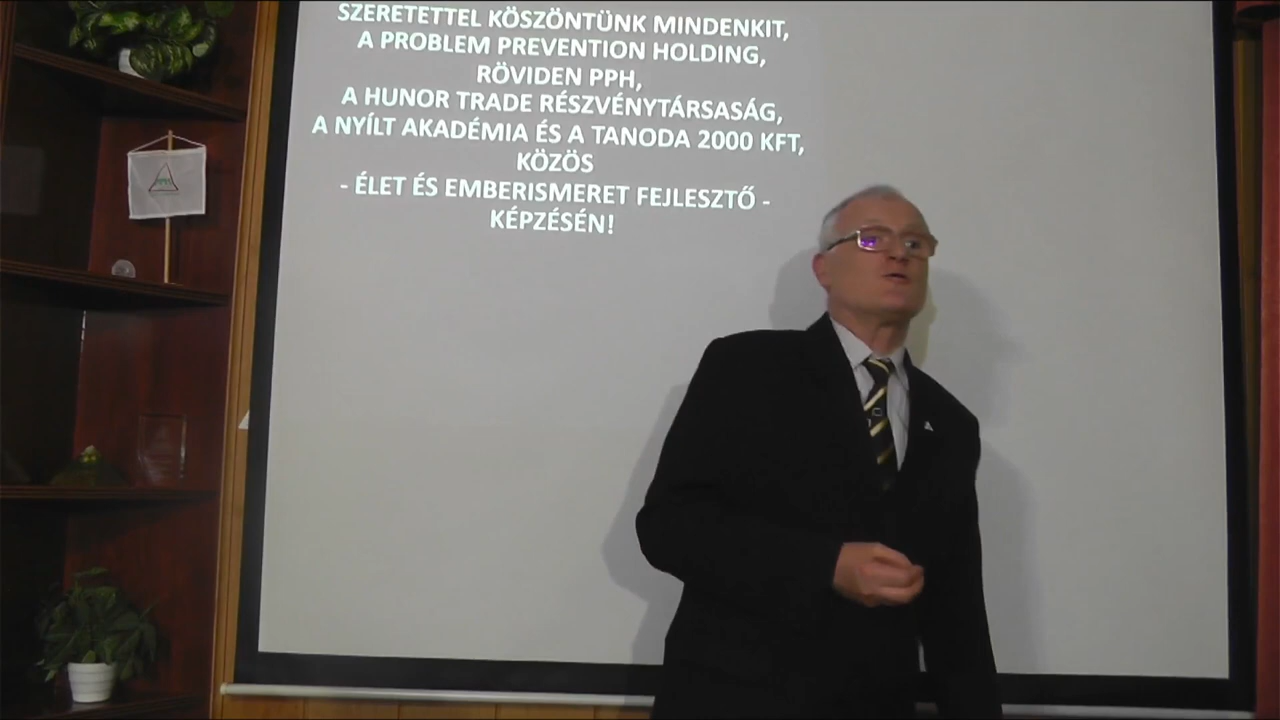 SZERETETTEL KÖSZÖNTÜNK MINDENKIT,
A PROBLEM PREVENTION HOLDING,
RÖVIDEN PPH,
A HUNOR TRADE RÉSZVÉNYTÁRSASÁG,
A NYÍLT AKADÉMIA ÉS A TANODA 2000 KFT,
KÖZÖS
- ÉLET ÉS EMBERISMERET FEJLESZTŐ -
KÉPZÉSÉN!